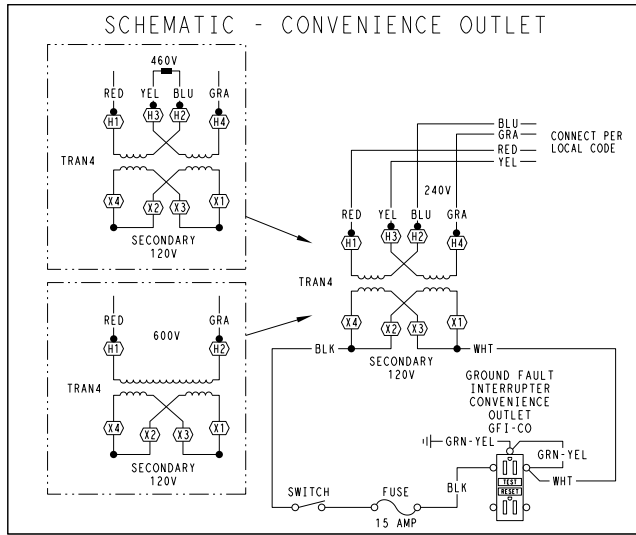 SCHEMATIC - CONVENIENCE OUTLET
460V
RED YEL BLU GRA
H1 H3 H2 H4
TRAN4
X4 X2 X3 X1
SECONDARY
120V
RED GRA
600V
H1 H2
TRAN4
X4 X2 X3 X1
SECONDARY
120V
BLU
GRA
RED
YEL
CONNECT PER
LOCAL CODE
240V
RED YEL BLU GRA
H1 H3 H2 H4
TRAN4
X4 X2 X3 X1
BLK
WHT
SECONDARY
120V
GROUND FAULT
INTERRUPTER
CONVENIENCE
OUTLET
GFI-CO
GRN-YEL
GRN-YEL
WHT
BLK
TEST
RESET
SWITCH
FUSE
15 AMP